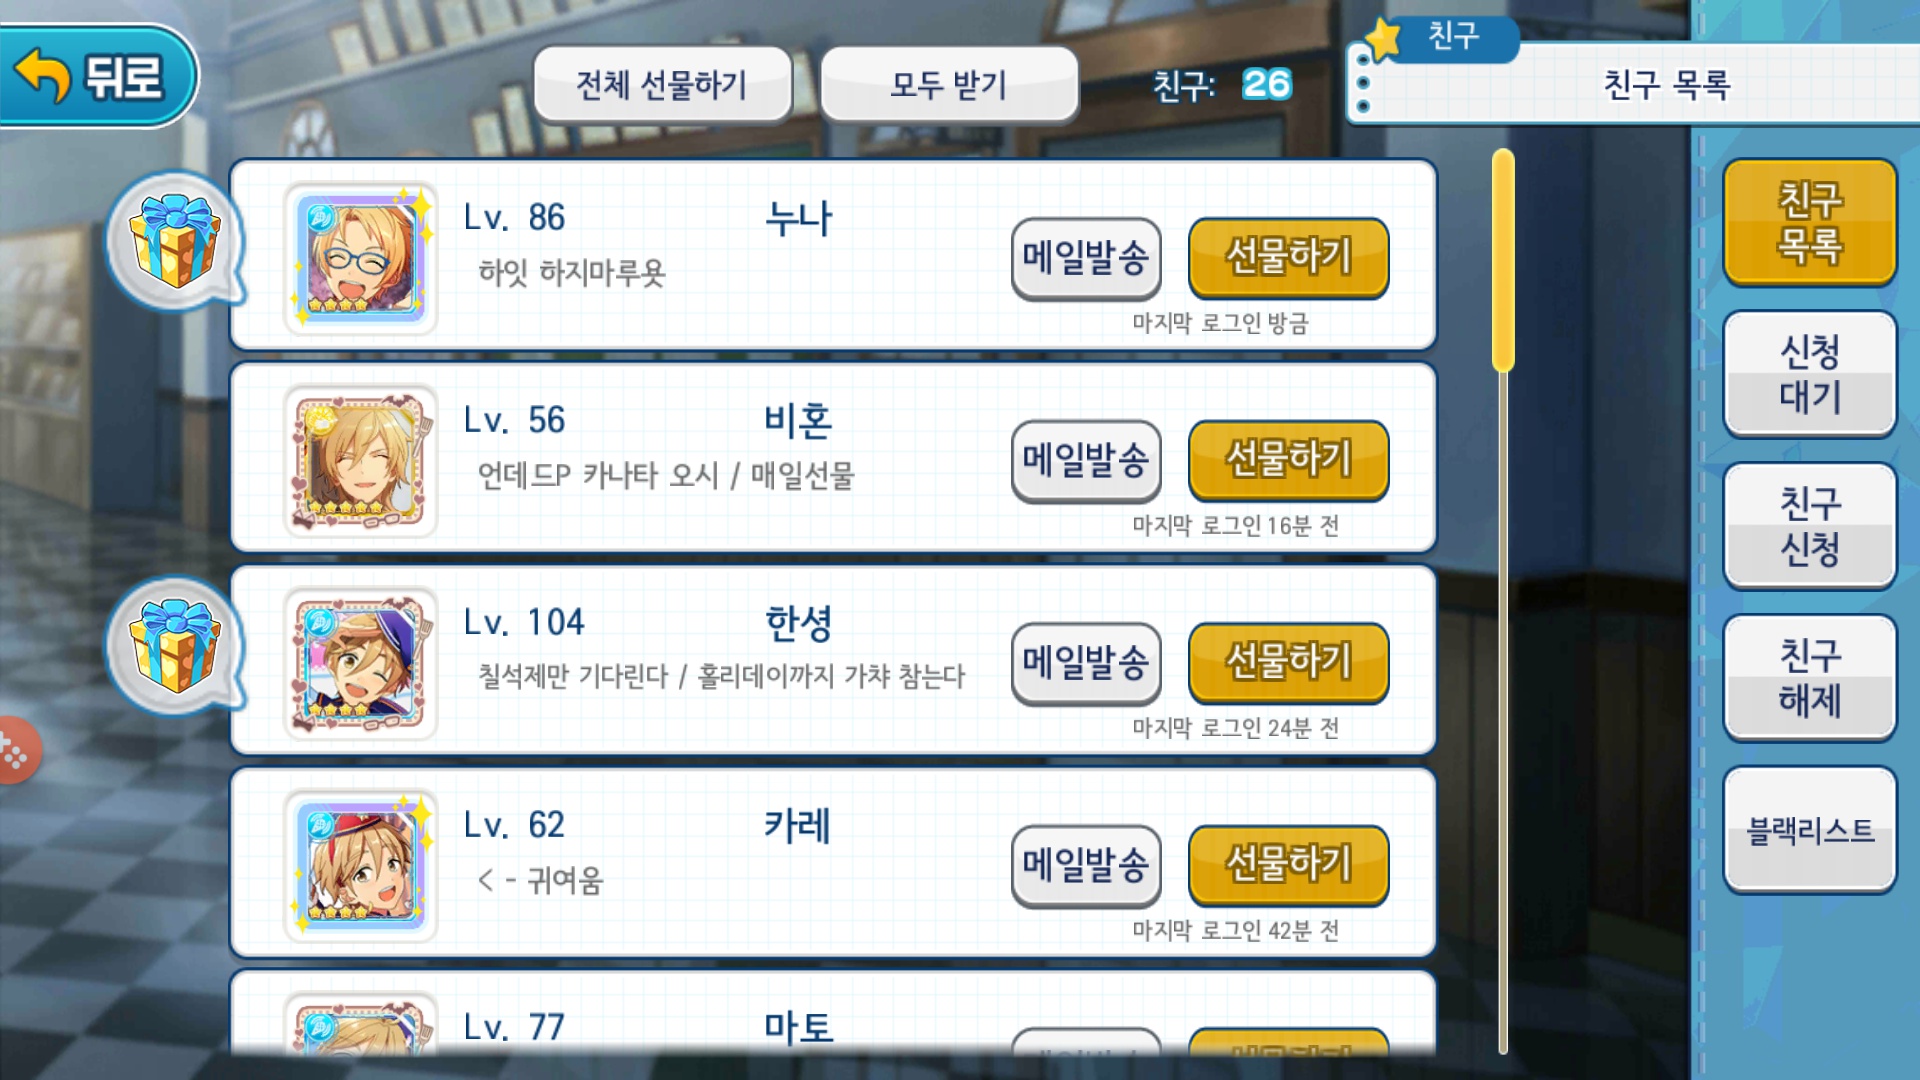 뒤로
전체 선물하기
모두 받기
친구: 26
친구
친구 목록
Lv. 86
누나
하잇 하지마루욧
메일발송
선물하기
마지막 로그인 방금
Lv. 56
비혼
언데드P 카나타 오시 / 매일선물
메일발송
선물하기
마지막 로그인 16분 전
Lv. 104
한셩
칠석제만 기다린다 / 홀리데이까지 가챠 참는다
메일발송
선물하기
마지막 로그인 24분 전
Lv. 62
카레
< - 귀여움
메일발송
선물하기
마지막 로그인 42분 전
Lv. 77
마토
친구
목록
신청
대기
친구
신청
친구
해제
블랙리스트